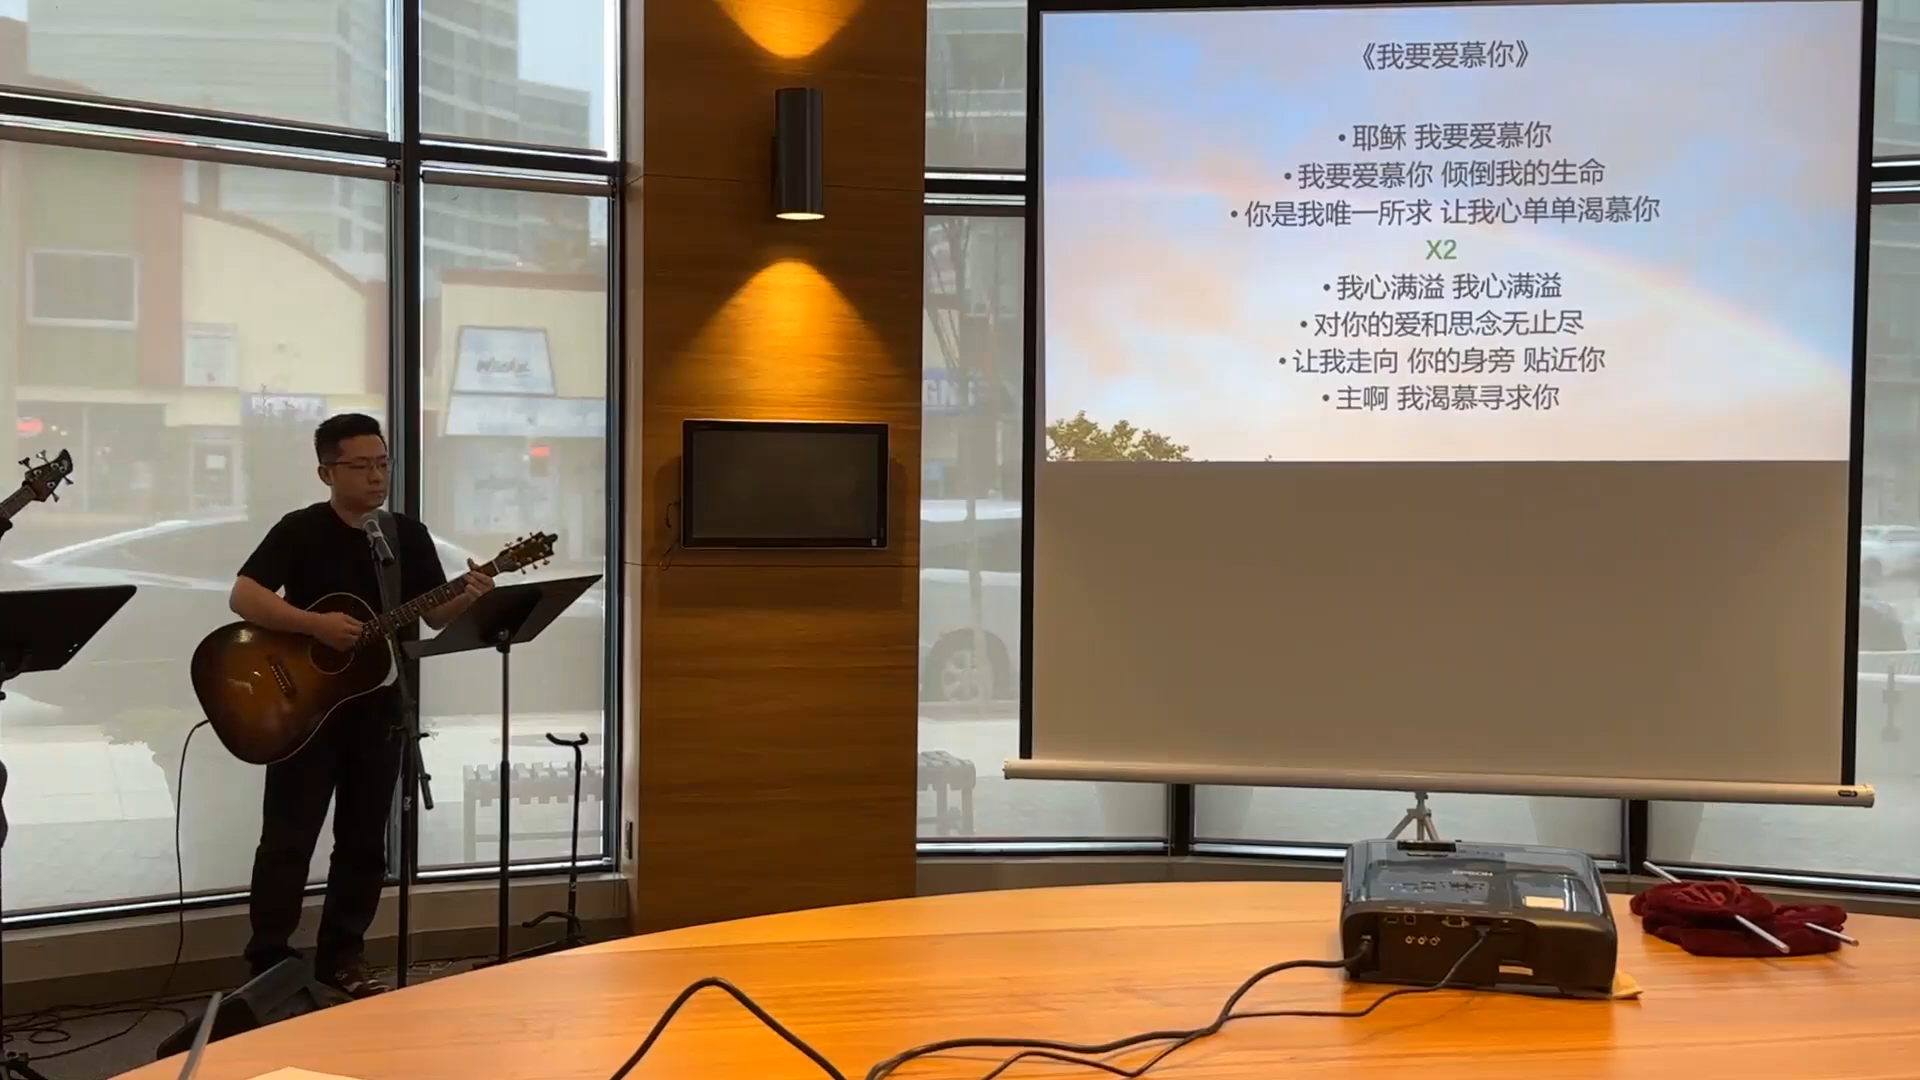 《我要爱慕你》
• 耶稣 我要爱慕你
• 我要爱慕你 倾倒我的生命
• 你是我唯一所求 让我心单单渴慕你
X2
• 我心满溢 我心满溢
• 对你的爱和思念无止尽
• 让我走向 你的身旁 贴近你
• 主啊 我渴慕寻求你
EPSON